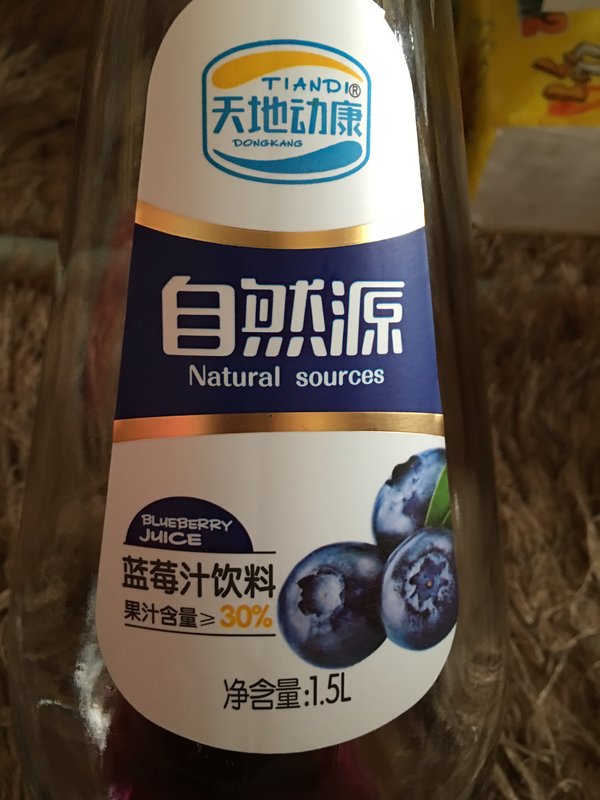 TIANDI®
天地动康
DONGKANG
自然源
Natural sources
BLUEBERRY
JUICE
蓝莓汁饮料
果汁含量≥30%
净含量:1.5L
2